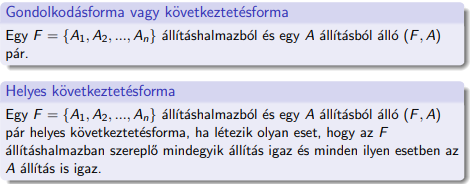 Gondolkodásforma vagy következtetésforma
Egy F = {A₁, A₂, ..., Aₙ} állításhalmazból és egy A állításból álló (F, A)
pár.
Helyes következtetésforma
Egy F = {A₁, A₂, ..., Aₙ} állításhalmazból és egy A állításból álló (F, A)
pár helyes következtetésforma, ha létezik olyan eset, hogy az F
állításhalmazban szereplő mindegyik állítás igaz és minden ilyen esetben az
A állítás is igaz.